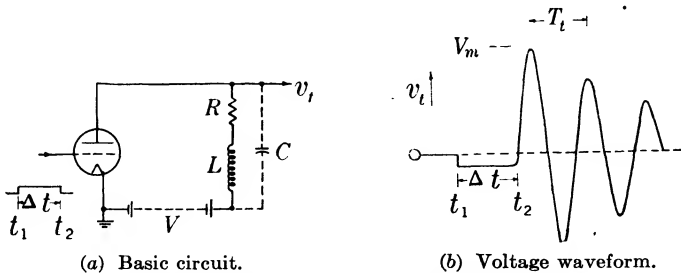 R
L
C
v_t
V
Δ t
t_1 t_2
(a) Basic circuit.
T_t
V_m
v_t
Δ t
t_1 t_2
(b) Voltage waveform.